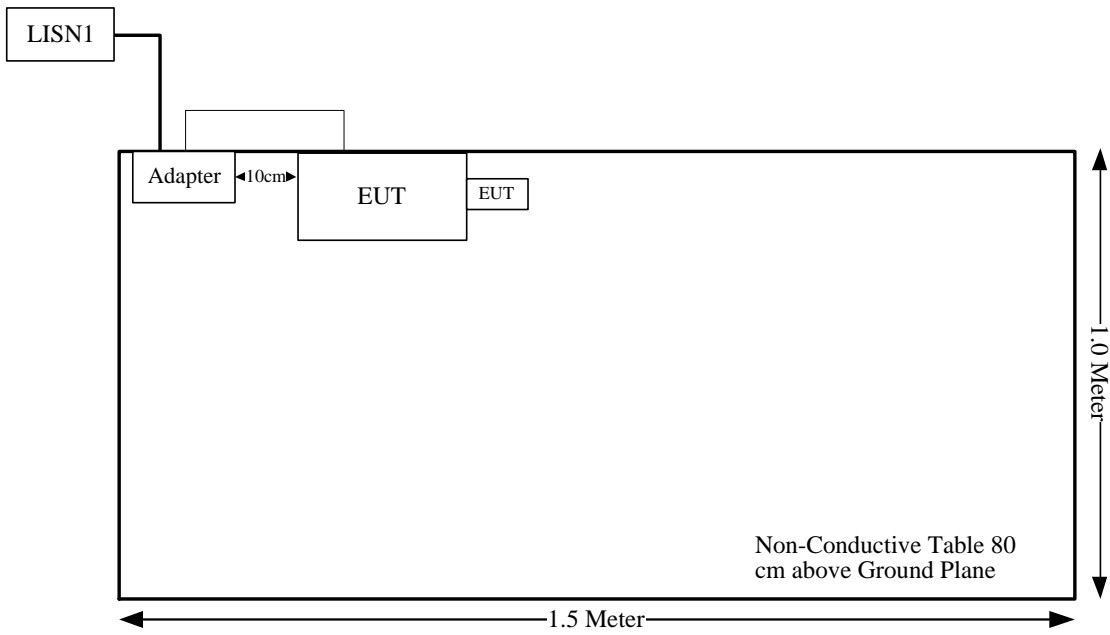 LISN1
Adapter
10cm
EUT
EUT
1.0 Meter
Non-Conductive Table 80
cm above Ground Plane
1.5 Meter